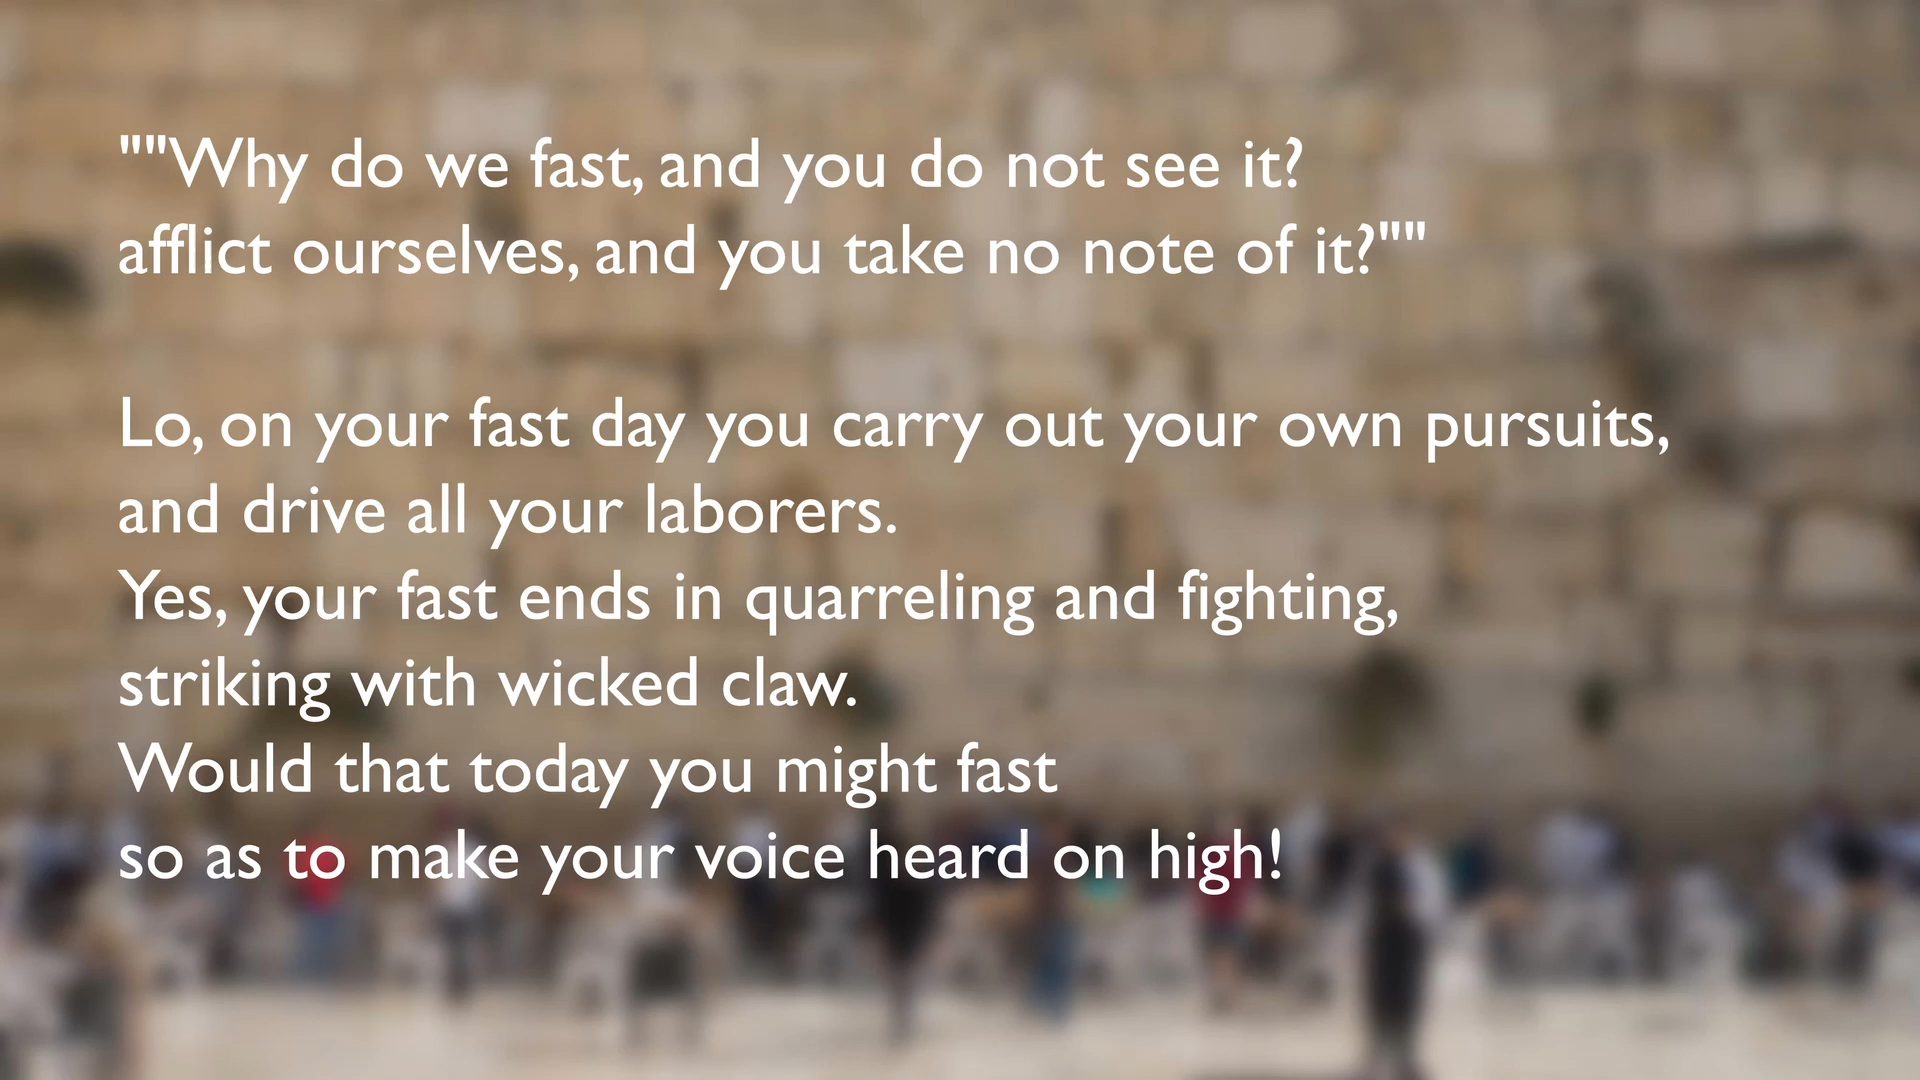 ""Why do we fast, and you do not see it?
afflict ourselves, and you take no note of it?""
Lo, on your fast day you carry out your own pursuits,
and drive all your laborers.
Yes, your fast ends in quarreling and fighting,
striking with wicked claw.
Would that today you might fast
so as to make your voice heard on high!